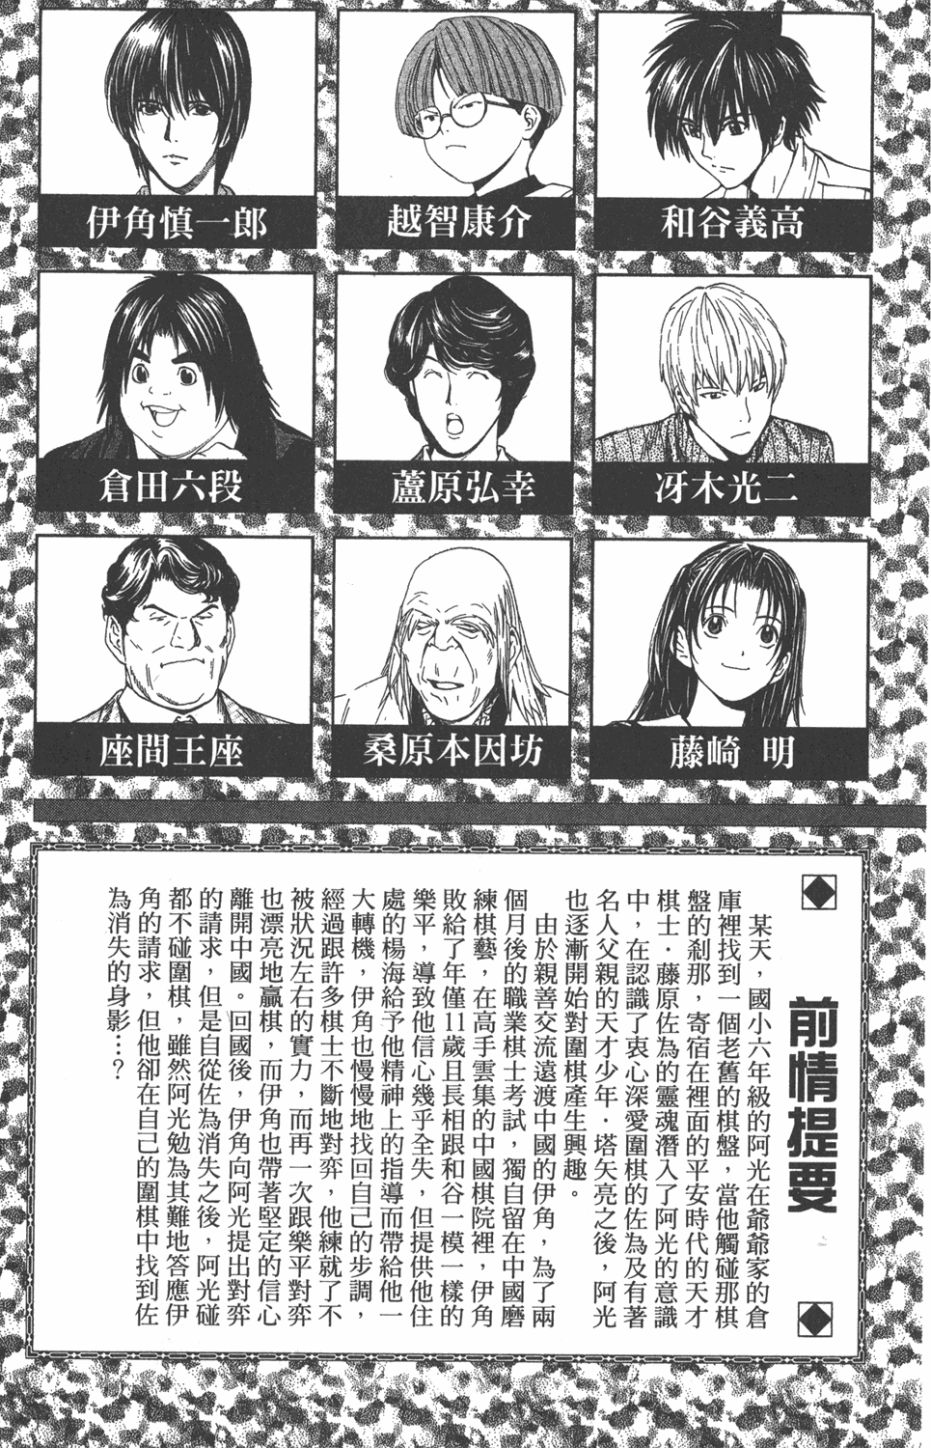 和谷義高
越智康介
伊角慎一郎
冴木光二
蘆原弘幸
倉田六段
藤崎 明
桑原本因坊
座間王座
前情提要
某天，國小六年級的阿光在爺爺家的倉
庫裡找到一個老舊的棋盤，當他觸碰那棋
盤的剎那，寄宿在裡面的平安時代的天才
棋士．藤原佐為的靈魂潛入了阿光的意識
中，在認識了衷心深愛圍棋的佐為及有著
名人父親的天才少年．塔矢亮之後，阿光
也逐漸開始對圍棋產生興趣。
由於親善交流遠渡中國的伊角，為了兩
個月後的職業棋士考試，獨自留在中國磨
練棋藝，在高手雲集的中國棋院裡，伊角
敗給了年僅11歲且長相跟和谷一模一樣的
樂平，導致他信心幾乎全失，但提供他住
處的楊海給予他精神上的指導而帶給他一
大轉機，伊角也慢慢地找回自己的步調，
經過跟許多棋士不斷地對弈，他練就了不
被狀況左右的實力，而再一次跟樂平對弈
也漂亮地贏棋，而伊角也帶著堅定的信心
離開中國。回國後，伊角向阿光提出對弈
的請求，但是自從佐為消失之後，阿光碰
都不碰圍棋，雖然阿光勉為其難地答應伊
角的請求，但他卻在自己的圍棋中找到佐
為消失的身影…？